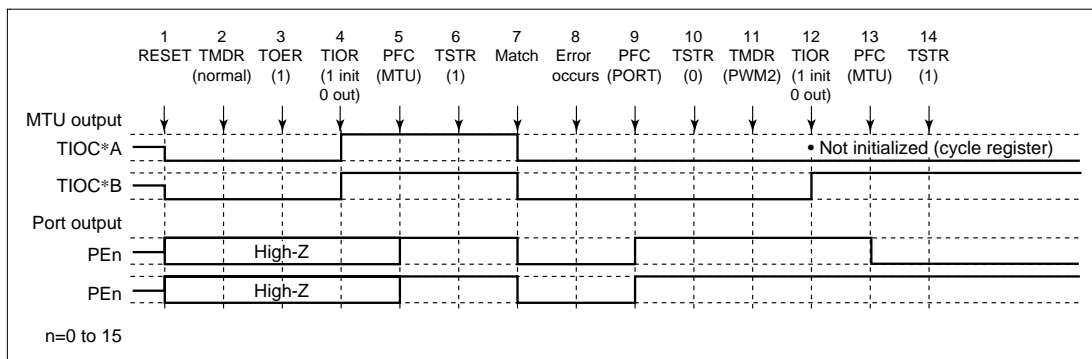 1 2 3 4 5 6 7 8 9 10 11 12 13 14
RESET TMDR TOER TIOR PFC TSTR Match Error PFC TSTR TMDR TIOR PFC TSTR
(normal) (1) (1 init (MTU) (1) occurs (PORT) (0) (PWM2) (1 init (MTU) (1)
0 out) 0 out)
MTU output
TIOC*A • Not initialized (cycle register)
TIOC*B
Port output
PEn High-Z
PEn High-Z
n=0 to 15